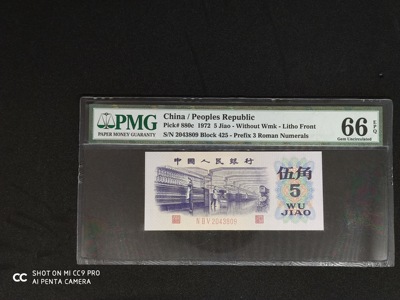 PMG
PAPER MONEY GUARANTY
China / Peoples Republic
Pick# 880c 1972 5 Jiao - Without Wmk - Litho Front
S/N 2043809 Block 425 - Prefix 3 Roman Numerals
66 EPQ
Gem Uncirculated
中國人民銀行
伍角
5
WU
JIAO
2043809
SHOT ON MI CC9 PRO
AI PENTA CAMERA